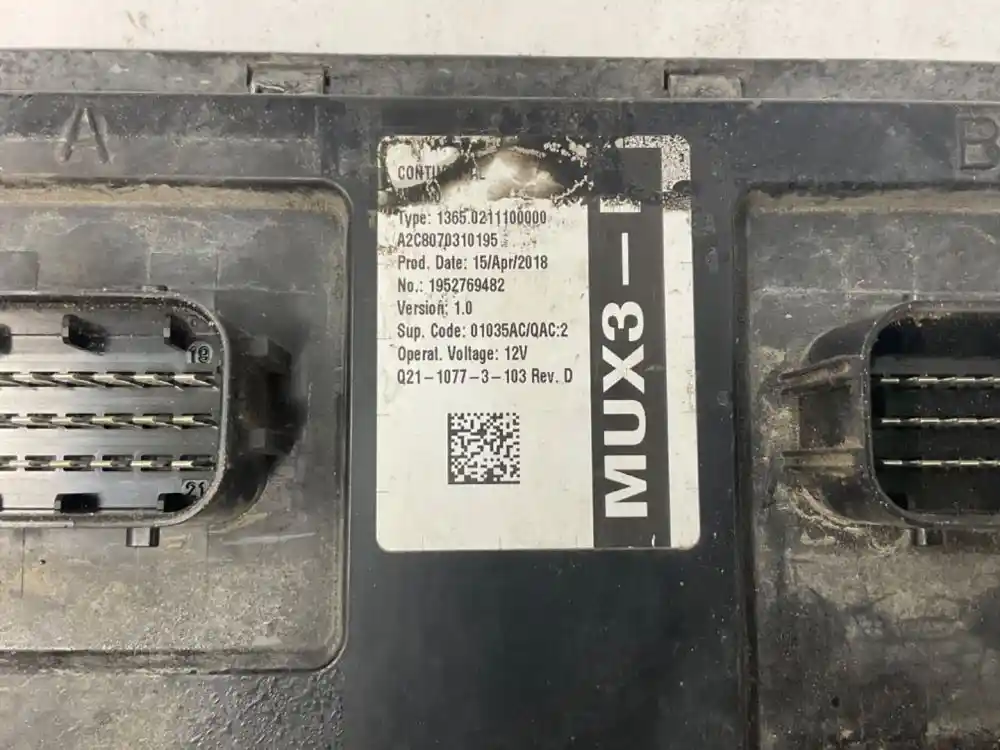 A
B
Type: 1365.0211100000
A2C8070310195
Prod. Date: 15/Apr/2018
No.: 1952769482
Version: 1.0
Sup. Code: 01035AC/QAC:2
Operat. Voltage: 12V
Q21-1077-3-103 Rev. D
MUX3-
19
21